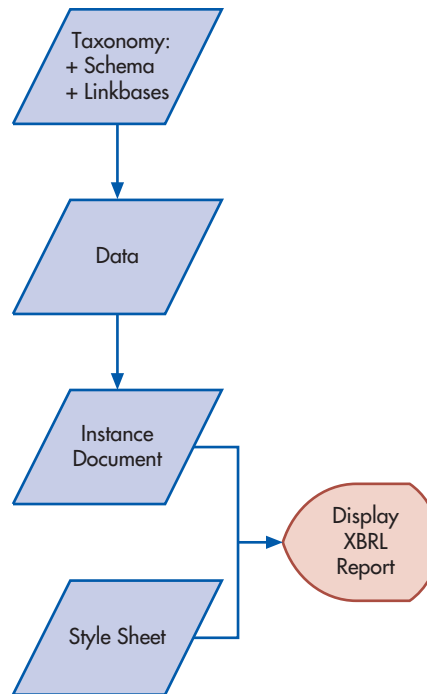 Taxonomy:
+ Schema
+ Linkbases
Data
Instance
Document
Display
XBRL
Report
Style Sheet